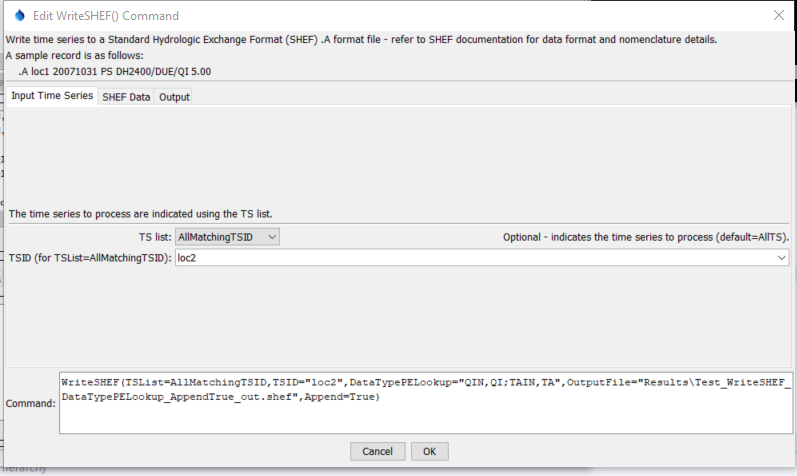 Edit WriteSHEF() Command
Write time series to a Standard Hydrologic Exchange Format (SHEF) .A format file - refer to SHEF documentation for data format and nomenclature details.
A sample record is as follows:
.A loc1 20071031 PS DH2400/DUE/QI 5.00
Input Time Series SHEF Data Output
The time series to process are indicated using the TS list.
TS list: AllMatchingTSID Optional - indicates the time series to process (default=AllTS).
TSID (for TSList=AllMatchingTSID): loc2
WriteSHEF(TSList=AllMatchingTSID,TSID="loc2",DataTypePELookup="QIN,QI;TAIN,TA",OutputFile="Results\Test_WriteSHEF_
Command: DataTypePELookup_AppendTrue_out.shef",Append=True)
Cancel OK
hierarchy